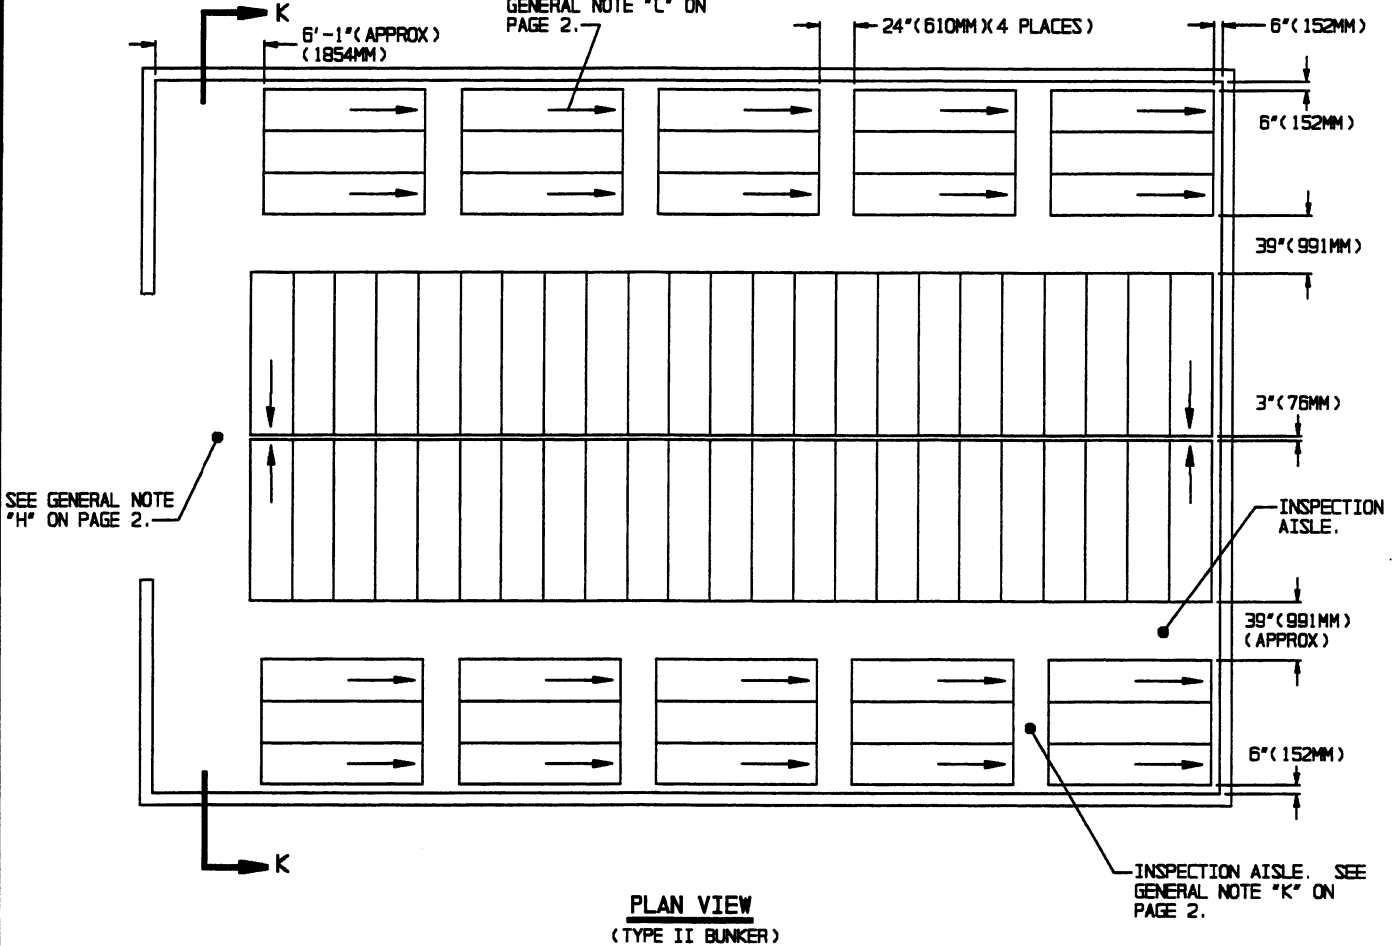 K
GENERAL NOTE "L" ON
PAGE 2.
6'-1"(APPROX)
(1854MM)
24"(610MM X 4 PLACES)
6"(152MM)
6"(152MM)
39"(991MM)
3"(76MM)
SEE GENERAL NOTE
"H" ON PAGE 2.
INSPECTION
AISLE.
39"(991MM)
(APPROX)
6"(152MM)
K
INSPECTION AISLE. SEE
GENERAL NOTE "K" ON
PAGE 2.
PLAN VIEW
(TYPE II BUNKER)